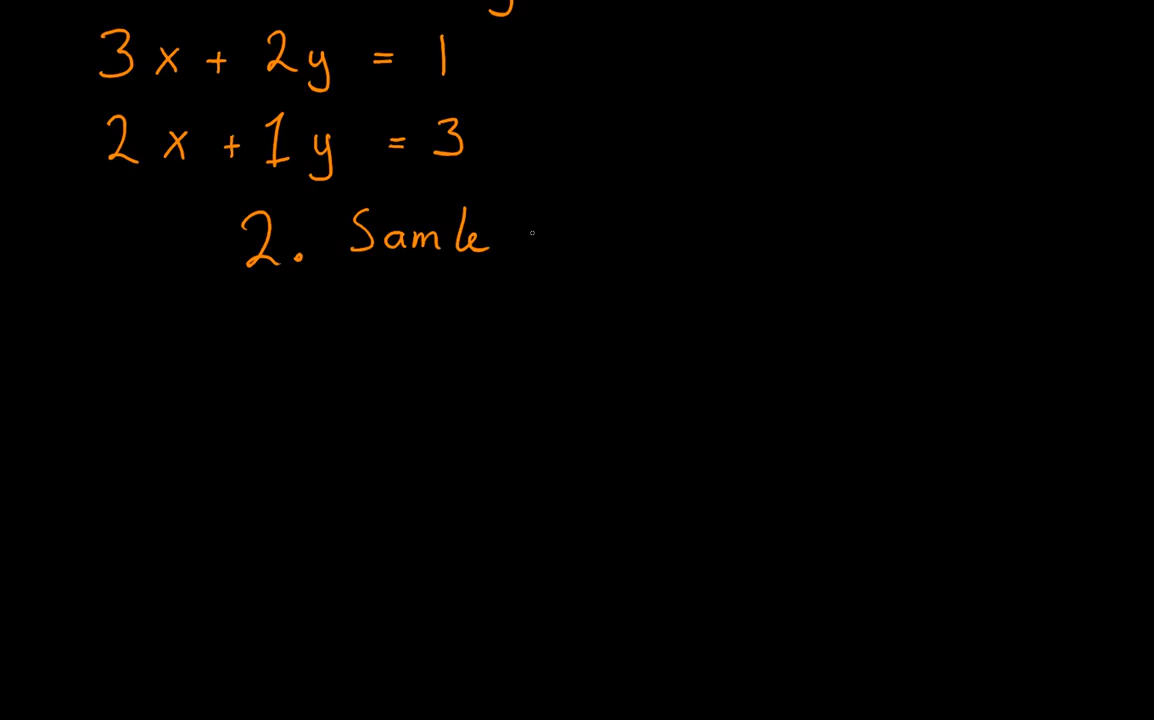 3x + 2y = 1
2x + 1y = 3
2. Samle